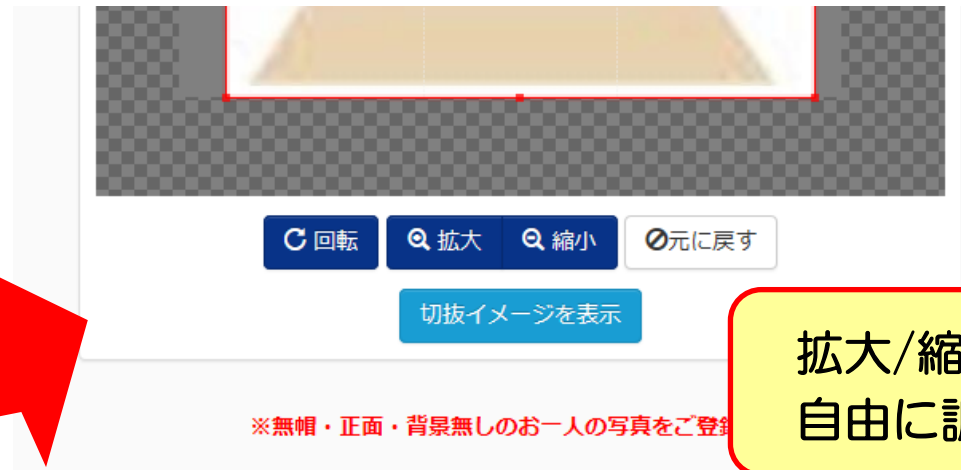 回転 拡大 縮小 元に戻す
切抜イメージを表示
拡大/縮
自由に
※無帽・正面・背景無しのお一人の写真をご登